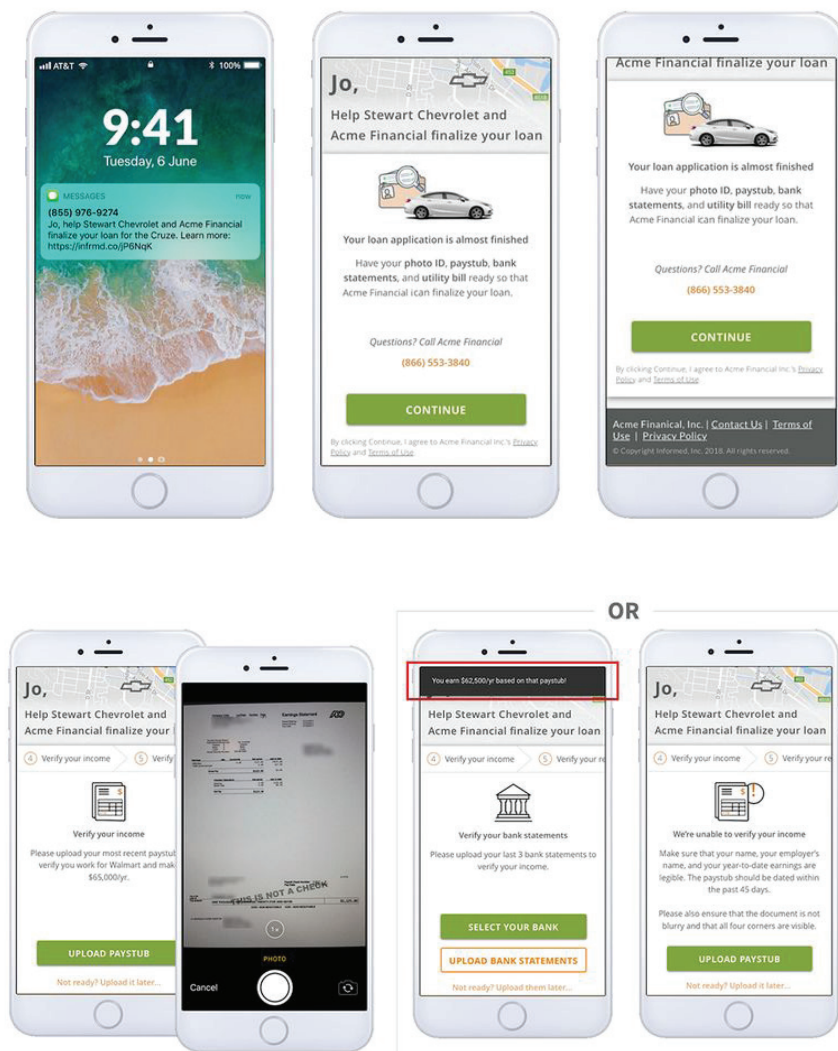 AT&T
100%
9:41
Tuesday, 6 June
MESSAGES
now
(855) 976-9274
Jo, help Stewart Chevrolet and Acme Financial
finalize your loan for the Cruze. Learn more:
https://infrmd.co/jP6NqK
Jo,
Help Stewart Chevrolet and
Acme Financial finalize your loan
Your loan application is almost finished
Have your photo ID, paystub, bank
statements, and utility bill ready so that
Acme Financial ican finalize your loan.
Questions? Call Acme Financial
(866) 553-3840
CONTINUE
By clicking Continue, I agree to Acme Financial Inc.'s Privacy
Policy and Terms of Use
Acme Financial finalize your loan
Your loan application is almost finished
Have your photo ID, paystub, bank
statements, and utility bill ready so that
Acme Financial ican finalize your loan.
Questions? Call Acme Financial
(866) 553-3840
CONTINUE
By clicking Continue, I agree to Acme Financial Inc.'s Privacy
Policy and Terms of Use
Acme Finanical, Inc. | Contact Us | Terms of
Use | Privacy Policy
© Copyright Informed, Inc. 2018. All rights reserved.
Jo,
Help Stewart Chevrolet and
Acme Financial finalize your
4 Verify your income 5 Verify
Verify your income
Please upload your most recent paystub
verify you work for Walmart and mak
$65,000/yr.
UPLOAD PAYSTUB
Not ready? Upload it later...
Earnings Statement
ADP
THIS IS NOT A CHECK
1x
PHOTO
Cancel
OR
You earn $62,500/yr based on that paystub!
Help Stewart Chevrolet and
Acme Financial finalize your loan
4 Verify your income 5 Verify your re
Verify your bank statements
Please upload your last 3 bank statements to
verify your income.
SELECT YOUR BANK
UPLOAD BANK STATEMENTS
Not ready? Upload them later...
Jo,
Help Stewart Chevrolet and
Acme Financial finalize your loan
4 Verify your income 5 Verify your re
We're unable to verify your income
Make sure that your name, your employer's
name, and your year-to-date earnings are
legible. The paystub should be dated within
the past 45 days.
Please also ensure that the document is not
blurry and that all four corners are visible.
UPLOAD PAYSTUB
Not ready? Upload it later...